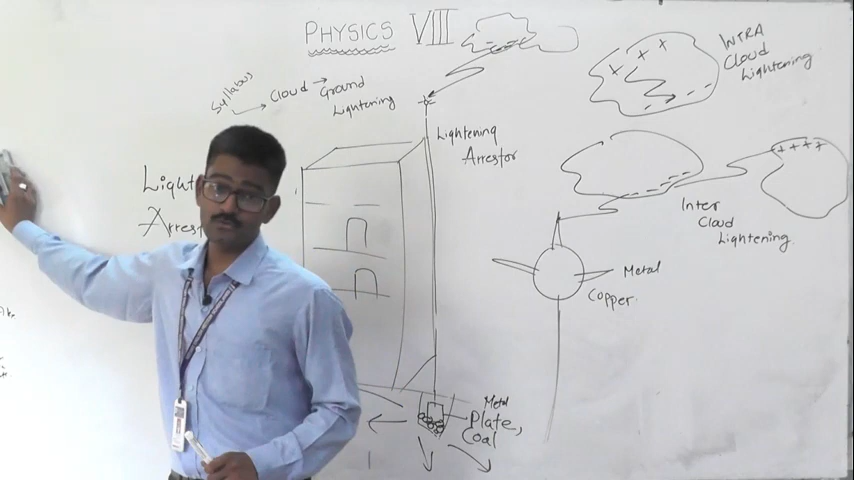 PHYSICS VIII
Syllabus
Cloud → Ground
Lightening
INTRA
Cloud
Lightening
+ + +
- - -
Lightening
Arrestor
Light
Arrest
+ + + +
Inter
Cloud
Lightening.
Metal
Copper.
Metal
Plate,
Coal